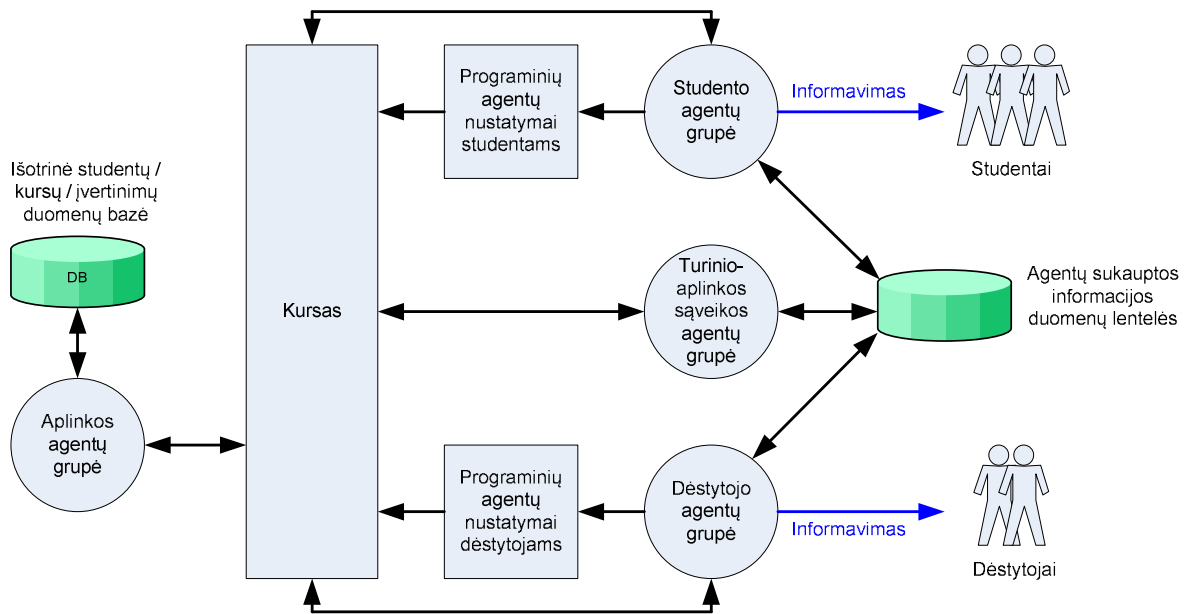 Išotrinė studentų /
kursų / įvertinimų
duomenų bazė
DB
Aplinkos
agentų
grupė
Kursas
Programinių
agentų
nustatymai
studentams
Studento
agentų
grupė
Informavimas
Studentai
Turinio-
aplinkos
sąveikos
agentų
grupė
Agentų sukauptos
informacijos
duomenų lentelės
Programinių
agentų
nustatymai
dėstytojams
Dėstytojo
agentų
grupė
Informavimas
Dėstytojai